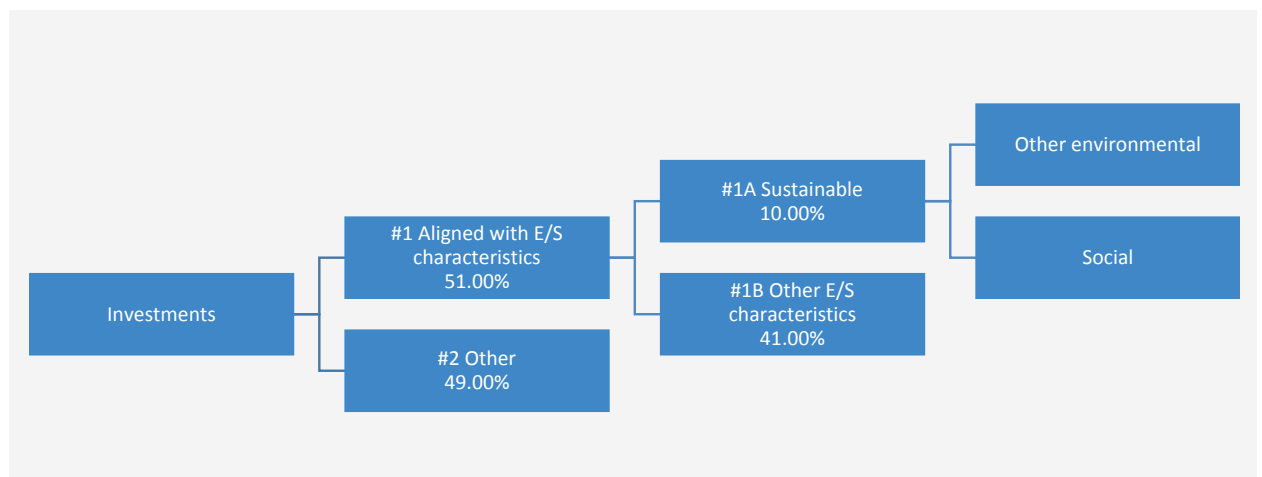 Investments
#1 Aligned with E/S
characteristics
51.00%
#2 Other
49.00%
#1A Sustainable
10.00%
#1B Other E/S
characteristics
41.00%
Other environmental
Social